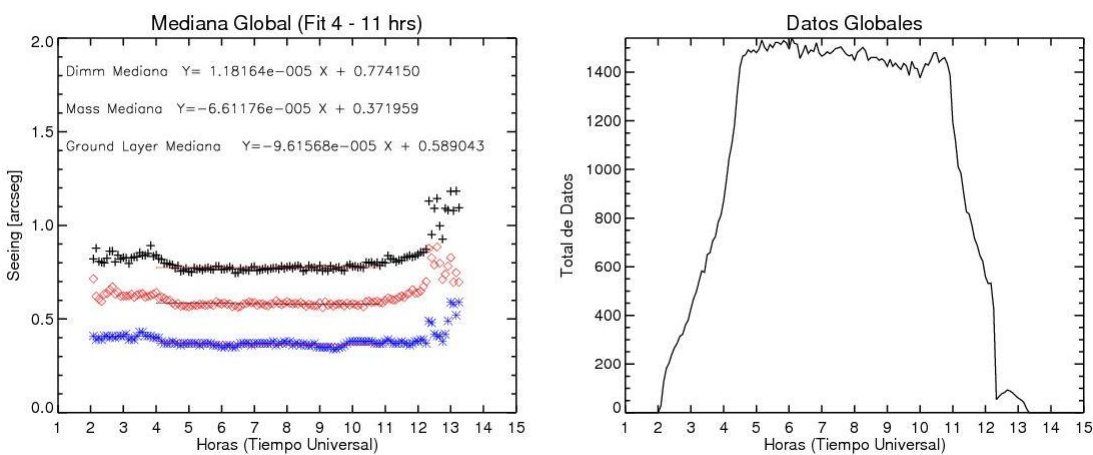 Mediana Global (Fit 4 - 11 hrs)
2.0
1.5
1.0
0.5
0.0
Seeing [arcseg]
Dimm Mediana Y= 1.18164e-005 X + 0.774150
Mass Mediana Y=-6.61176e-005 X + 0.371959
Ground Layer Mediana Y=-9.61568e-005 X + 0.589043
1 2 3 4 5 6 7 8 9 10 11 12 13 14 15
Horas (Tiempo Universal)
Datos Globales
1400
1200
1000
800
600
400
200
0
Total de Datos
1 2 3 4 5 6 7 8 9 10 11 12 13 14 15
Horas (Tiempo Universal)